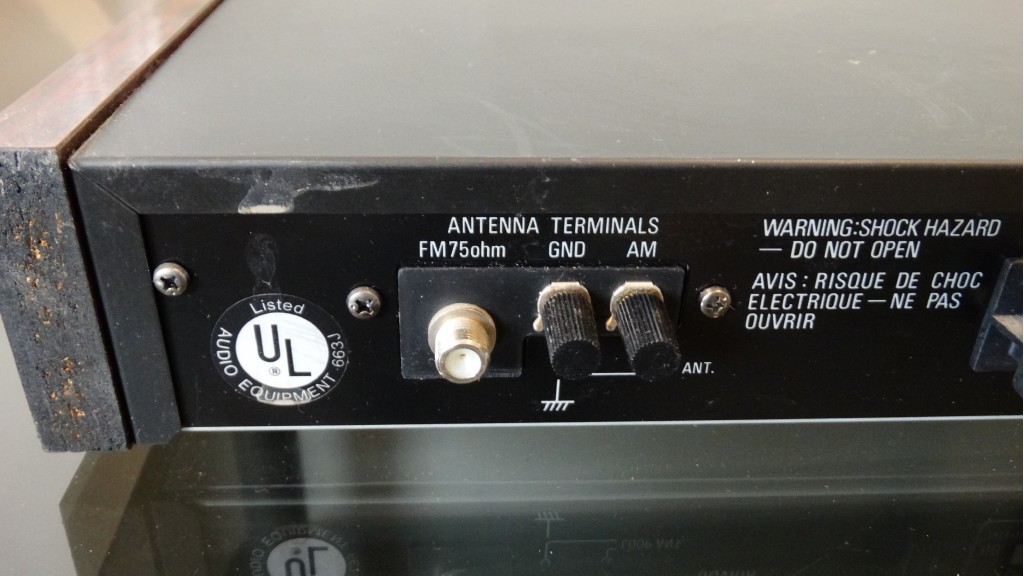 ANTENNA TERMINALS
FM75ohm GND AM
ANT.
WARNING:SHOCK HAZARD
— DO NOT OPEN
AVIS : RISQUE DE CHOC
ELECTRIQUE — NE PAS
OUVRIR
Listed
UL
®
AUDIO EQUIPMENT 663J